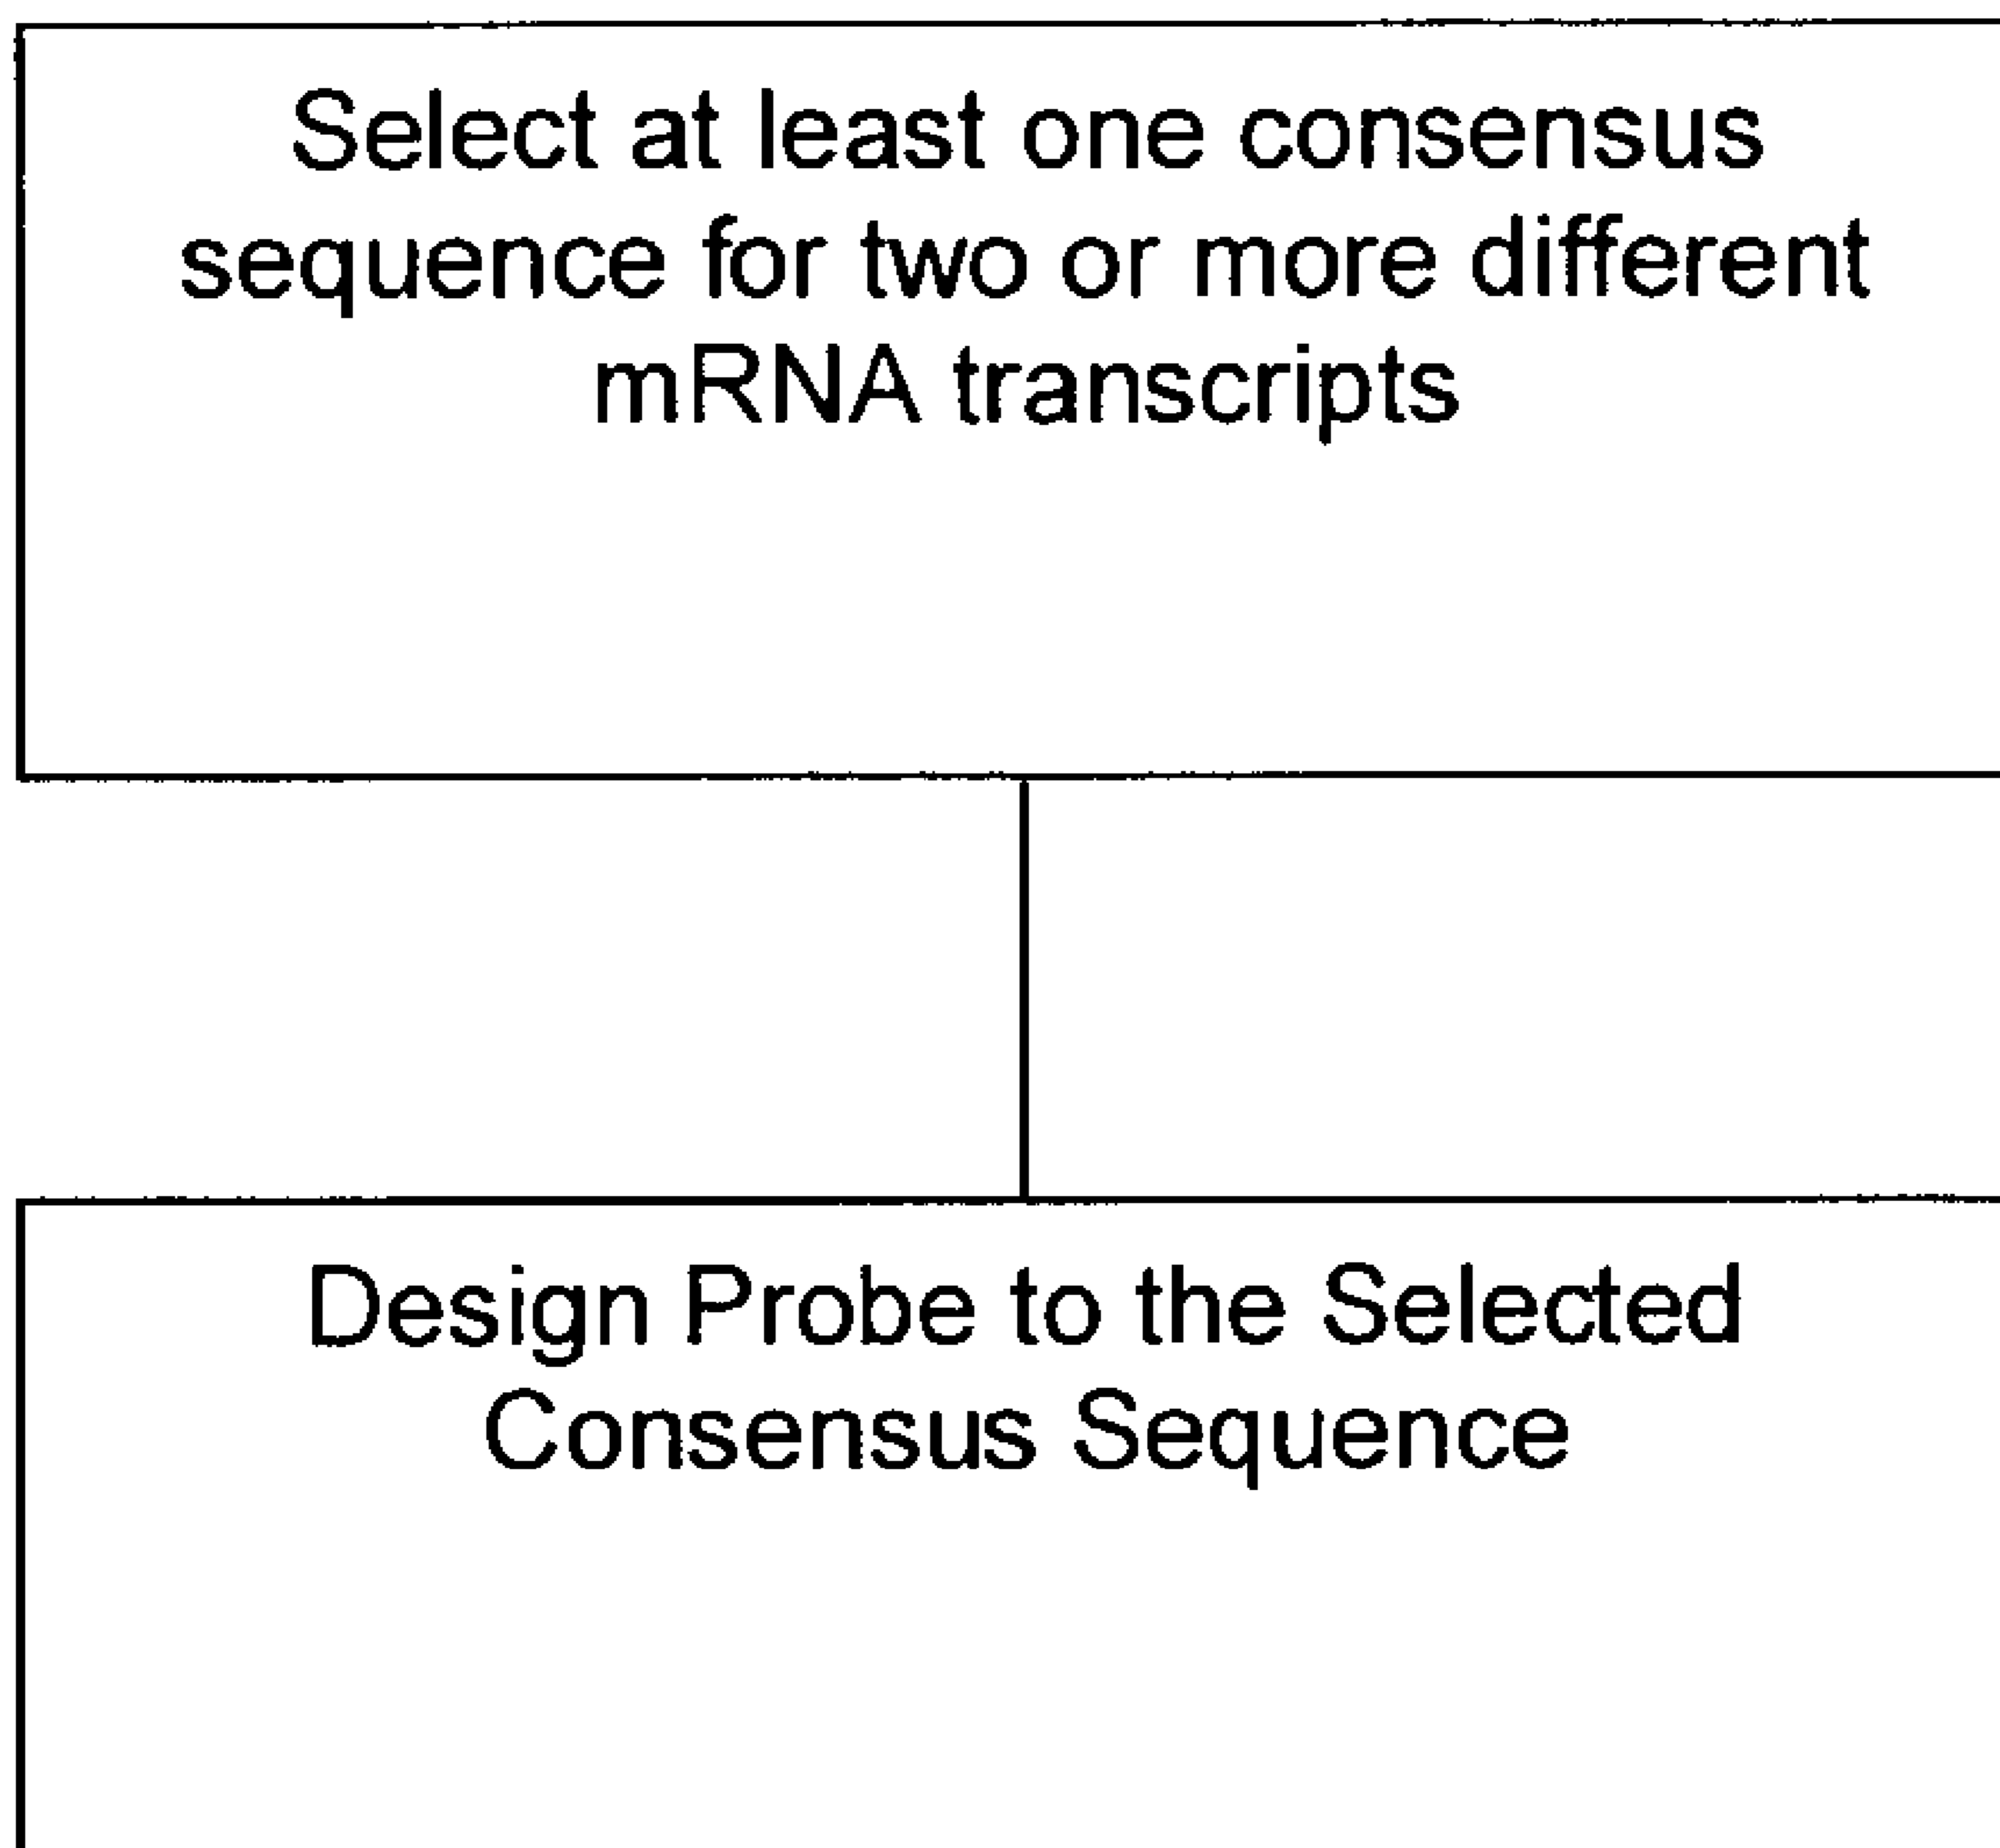 Select at least one consensus
sequence for two or more different
mRNA transcripts
Design Probe to the Selected
Consensus Sequence